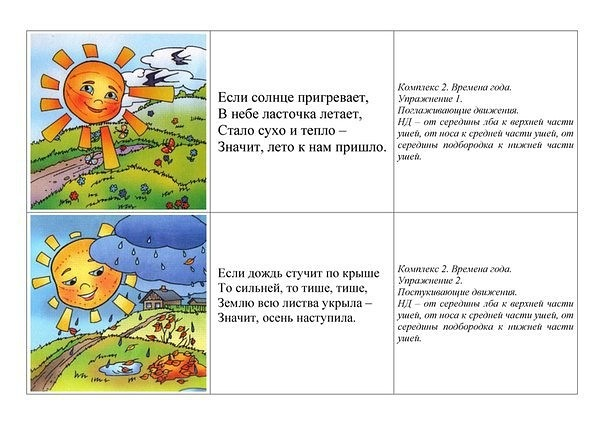 Если солнце пригревает,
В небе ласточка летает,
Стало сухо и тепло –
Значит, лето к нам пришло.
Комплекс 2. Времена года.
Упражнение 1.
Поглаживающие движения.
НД – от середины лба к верхней части
ушей, от носа к средней части ушей, от
середины подбородка к нижней части
ушей.
Если дождь стучит по крыше
То сильней, то тише, тише,
Землю всю листва укрыла –
Значит, осень наступила.
Комплекс 2. Времена года.
Упражнение 2.
Постукивающие движения.
НД – от середины лба к верхней части
ушей, от носа к средней части ушей, от
середины подбородка к нижней части
ушей.